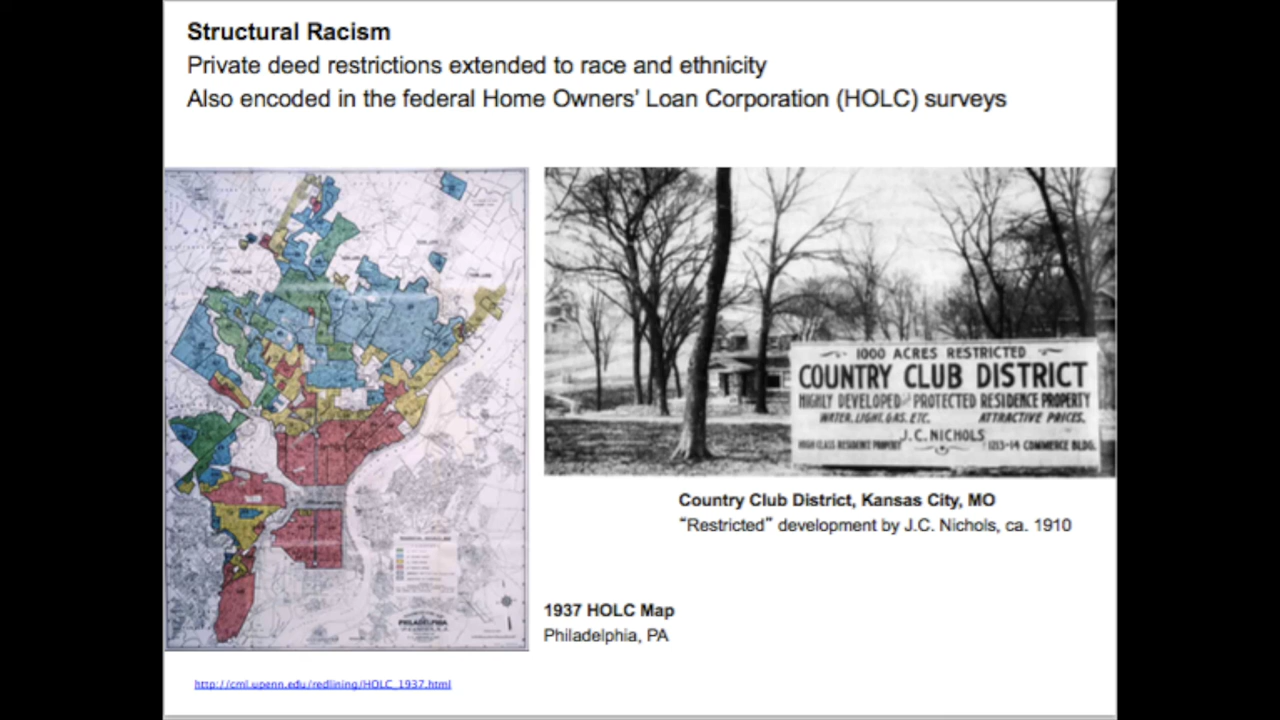 Structural Racism
Private deed restrictions extended to race and ethnicity
Also encoded in the federal Home Owners’ Loan Corporation (HOLC) surveys
1000 ACRES RESTRICTED
COUNTRY CLUB DISTRICT
HIGHLY DEVELOPED AND PROTECTED RESIDENCE PROPERTY
WATER, LIGHT, GAS, ETC. ATTRACTIVE PRICES.
J.C. NICHOLS
HIGH CLASS RESIDENCE PROPERTY 1213-14 COMMERCE BLDG.
Country Club District, Kansas City, MO
“Restricted” development by J.C. Nichols, ca. 1910
PHILADELPHIA
1937 HOLC Map
Philadelphia, PA
http://cml.upenn.edu/redlining/HOLC_1937.html